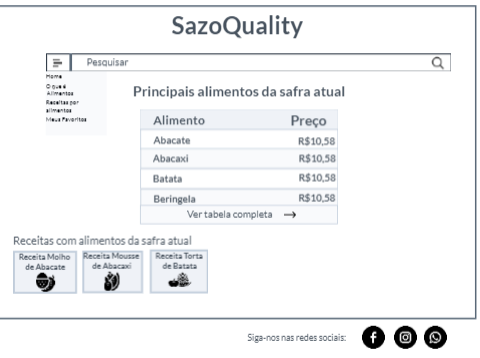 SazoQuality
Pesquisar
Home
O que é
Alimentos
Receitas por
alimentos
Meus Favoritos
Principais alimentos da safra atual
Alimento Preço
Abacate R$10,58
Abacaxi R$10,58
Batata R$10,58
Beringela R$10,58
Ver tabela completa →
Receitas com alimentos da safra atual
Receita Molho
de Abacate
Receita Mousse
de Abacaxi
Receita Torta
de Batata
Siga-nos nas redes sociais: